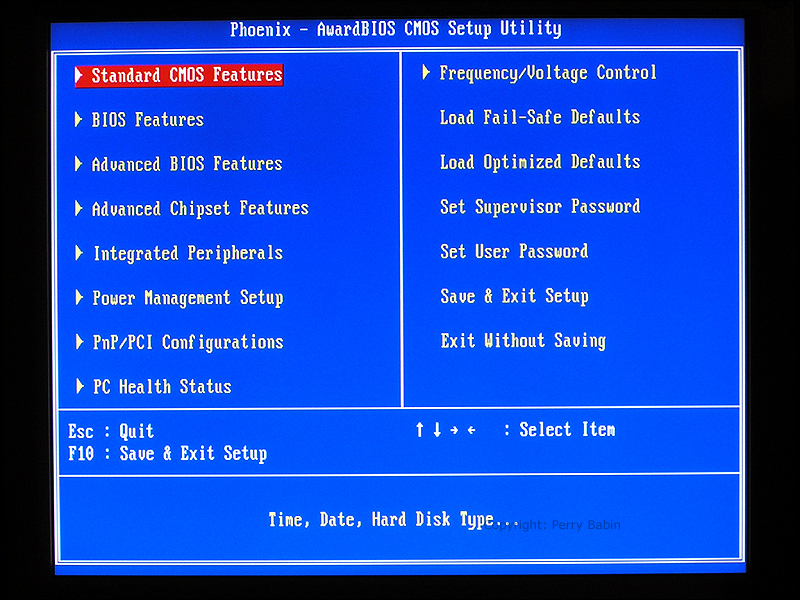 Phoenix - AwardBIOS CMOS Setup Utility
Standard CMOS Features
BIOS Features
Advanced BIOS Features
Advanced Chipset Features
Integrated Peripherals
Power Management Setup
PnP/PCI Configurations
PC Health Status
Frequency/Voltage Control
Load Fail-Safe Defaults
Load Optimized Defaults
Set Supervisor Password
Set User Password
Save & Exit Setup
Exit Without Saving
Esc : Quit
F10 : Save & Exit Setup
↑ ↓ → ← : Select Item
Time, Date, Hard Disk Type...
Copyright: Perry Babin